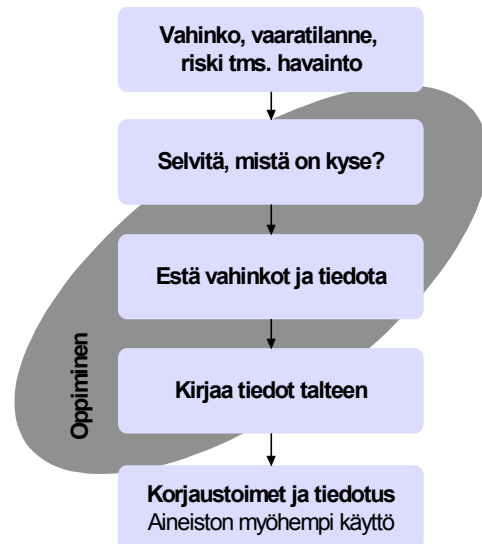 Vahinko, vaaratilanne,
riski tms. havainto
Selvitä, mistä on kyse?
Estä vahinkot ja tiedota
Kirjaa tiedot talteen
Oppiminen
Korjaustoimet ja tiedotus
Aineiston myöhempi käyttö